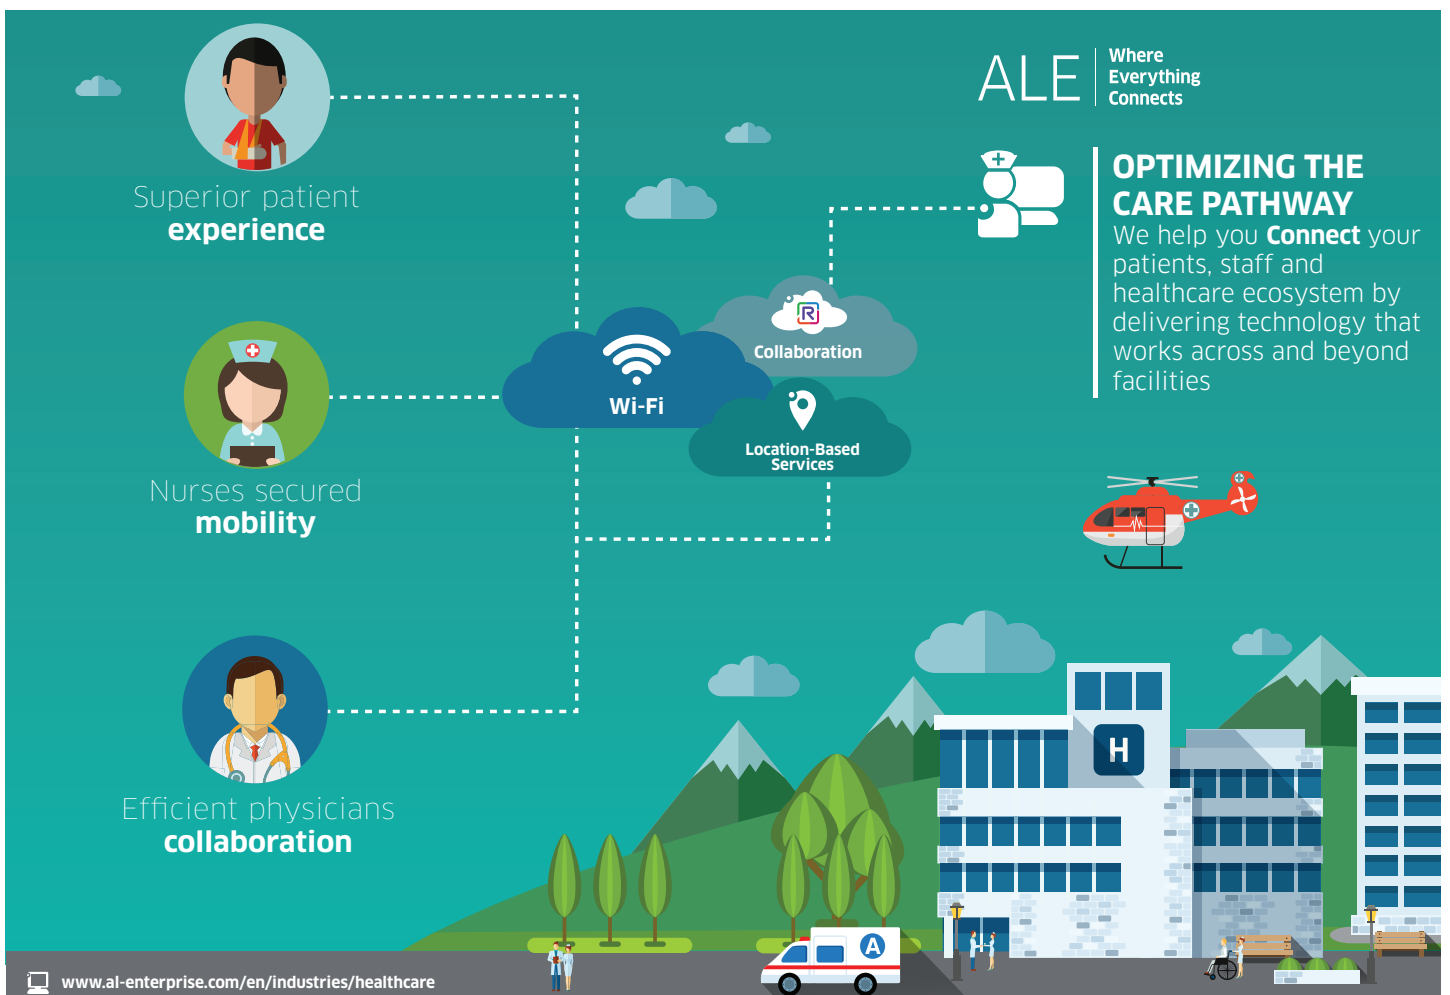 ALE
Where
Everything
Connects
OPTIMIZING THE
CARE PATHWAY
We help you Connect your
patients, staff and
healthcare ecosystem by
delivering technology that
works across and beyond
facilities
Superior patient
experience
R
Collaboration
Wi-Fi
Location-Based
Services
Nurses secured
mobility
Efficient physicians
collaboration
H
A
www.al-enterprise.com/en/industries/healthcare